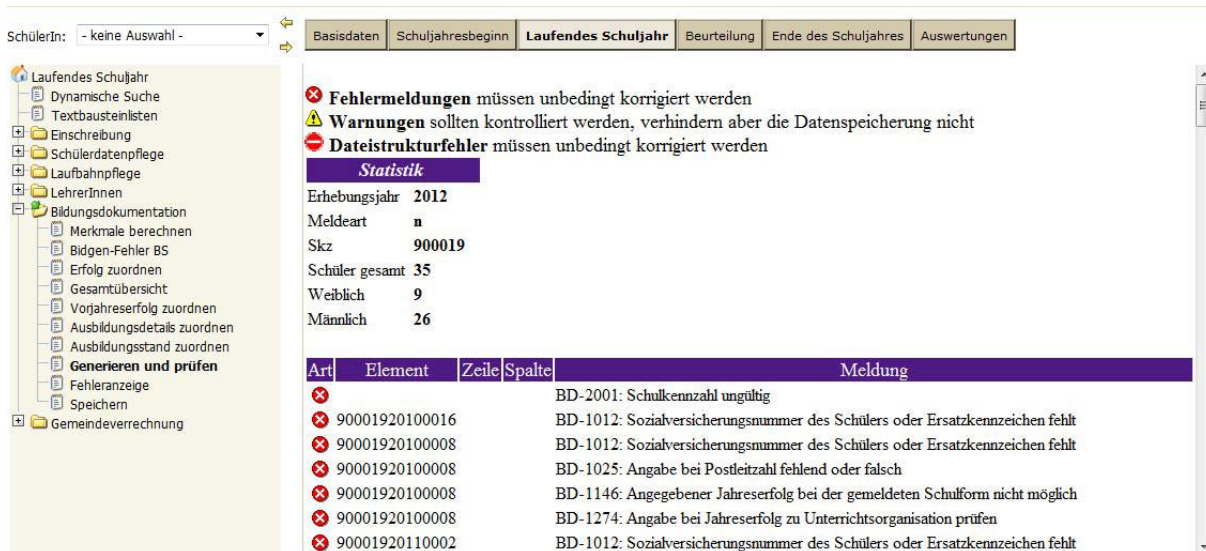 SchülerIn: - keine Auswahl -
Basisdaten Schuljahresbeginn Laufendes Schuljahr Beurteilung Ende des Schuljahres Auswertungen
Laufendes Schuljahr
Dynamische Suche
Textbausteinlisten
Einschreibung
Schülerdatenpflege
Laufbahnpflege
LehrerInnen
Bildungsdokumentation
Merkmale berechnen
Bidgen-Fehler BS
Erfolg zuordnen
Gesamtübersicht
Vorjahreserfolg zuordnen
Ausbildungsdetails zuordnen
Ausbildungsstand zuordnen
Generieren und prüfen
Fehleranzeige
Speichern
Gemeindeverrechnung
Fehlermeldungen müssen unbedingt korrigiert werden
Warnungen sollten kontrolliert werden, verhindern aber die Datenspeicherung nicht
Dateistrukturfehler müssen unbedingt korrigiert werden
Statistik
Erhebungsjahr 2012
Meldeart n
Skz 900019
Schüler gesamt 35
Weiblich 9
Männlich 26
Art Element Zeile Spalte Meldung
BD-2001: Schulkennzahl ungültig
90001920100016 BD-1012: Sozialversicherungsnummer des Schülers oder Ersatzkennzeichen fehlt
90001920100008 BD-1012: Sozialversicherungsnummer des Schülers oder Ersatzkennzeichen fehlt
90001920100008 BD-1025: Angabe bei Postleitzahl fehlend oder falsch
90001920100008 BD-1146: Angegebener Jahreserfolg bei der gemeldeten Schulform nicht möglich
90001920100008 BD-1274: Angabe bei Jahreserfolg zu Unterrichtsorganisation prüfen
90001920110002 BD-1012: Sozialversicherungsnummer des Schülers oder Ersatzkennzeichen fehlt